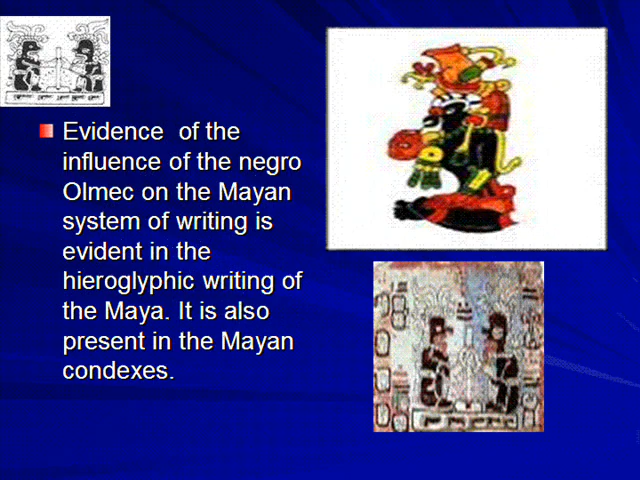 Evidence  of the
influence of the negro
Olmec on the Mayan
system of writing is
evident in the
hieroglyphic writing of
the Maya. It is also
present in the Mayan
condexes.